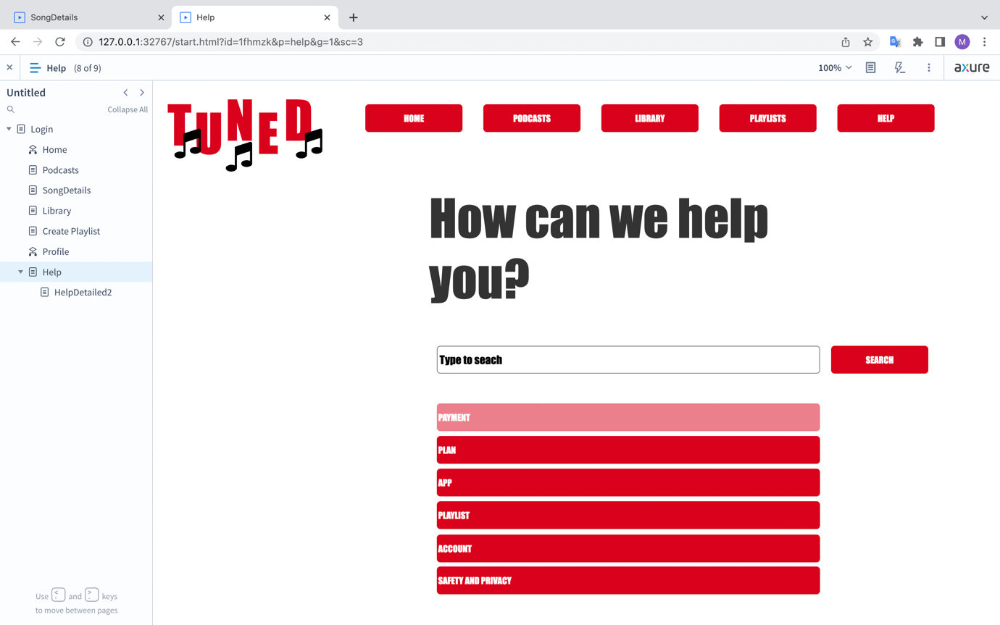 SongDetails
Help
127.0.0.1:32767/start.html?id=1fhmzk&p=help&g=1&sc=3
M
Help (8 of 9)
100%
axure
Untitled
Collapse All
Login
Home
Podcasts
SongDetails
Library
Create Playlist
Profile
Help
HelpDetailed2
Use < , and > . keys
to move between pages
TUNED
HOME
PODCASTS
LIBRARY
PLAYLISTS
HELP
How can we help
you?
Type to seach
SEARCH
PAYMENT
PLAN
APP
PLAYLIST
ACCOUNT
SAFETY AND PRIVACY